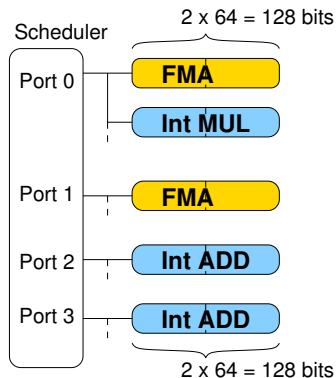 2 x 64 = 128 bits
Scheduler
Port 0
FMA
Int MUL
Port 1
FMA
Port 2
Int ADD
Port 3
Int ADD
2 x 64 = 128 bits